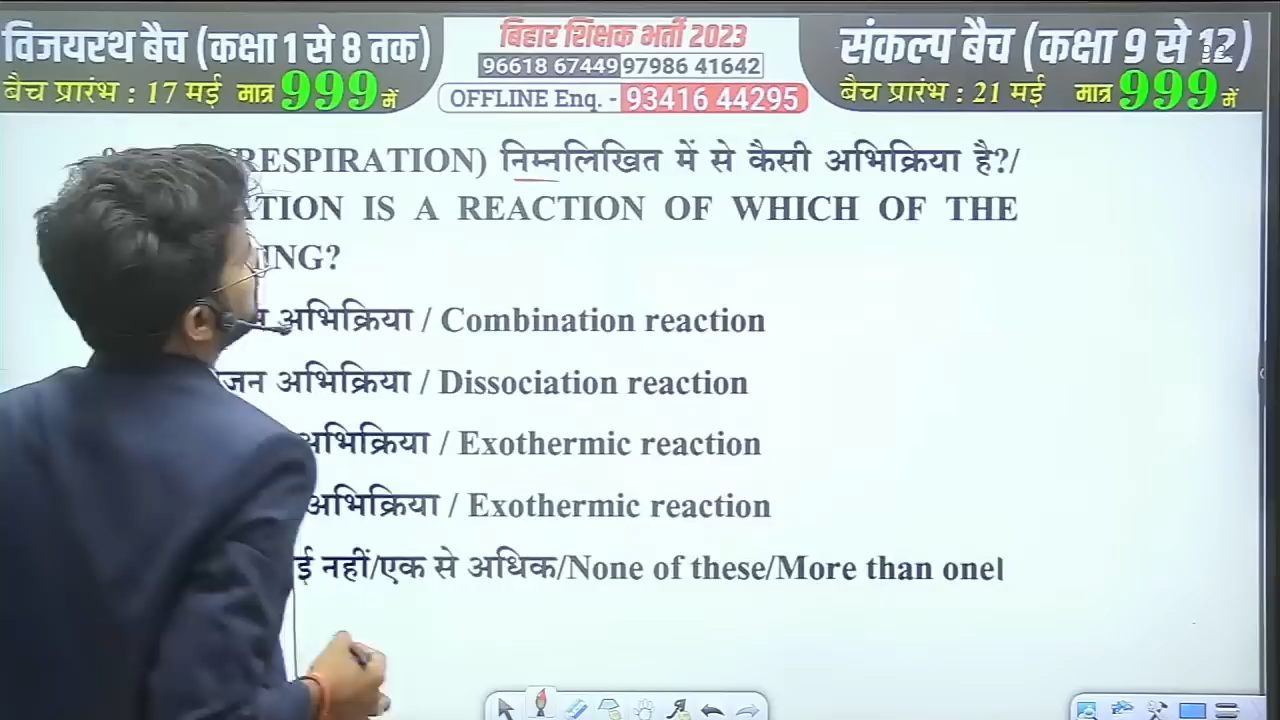 विजयरथ बैच (कक्षा 1 से 8 तक)
बैच प्रारंभ : 17 मई मात्र 999 में
बिहार शिक्षक भर्ती 2023
96618 67449 97986 41642
OFFLINE Enq. - 93416 44295
संकल्प बैच (कक्षा 9 से 12)
बैच प्रारंभ : 21 मई मात्र 999 में
RESPIRATION) निम्नलिखित में से कैसी अभिक्रिया है?/
TION IS A REACTION OF WHICH OF THE
ING?
अभिक्रिया / Combination reaction
जन अभिक्रिया / Dissociation reaction
अभिक्रिया / Exothermic reaction
अभिक्रिया / Exothermic reaction
ई नहीं/एक से अधिक/None of these/More than one।